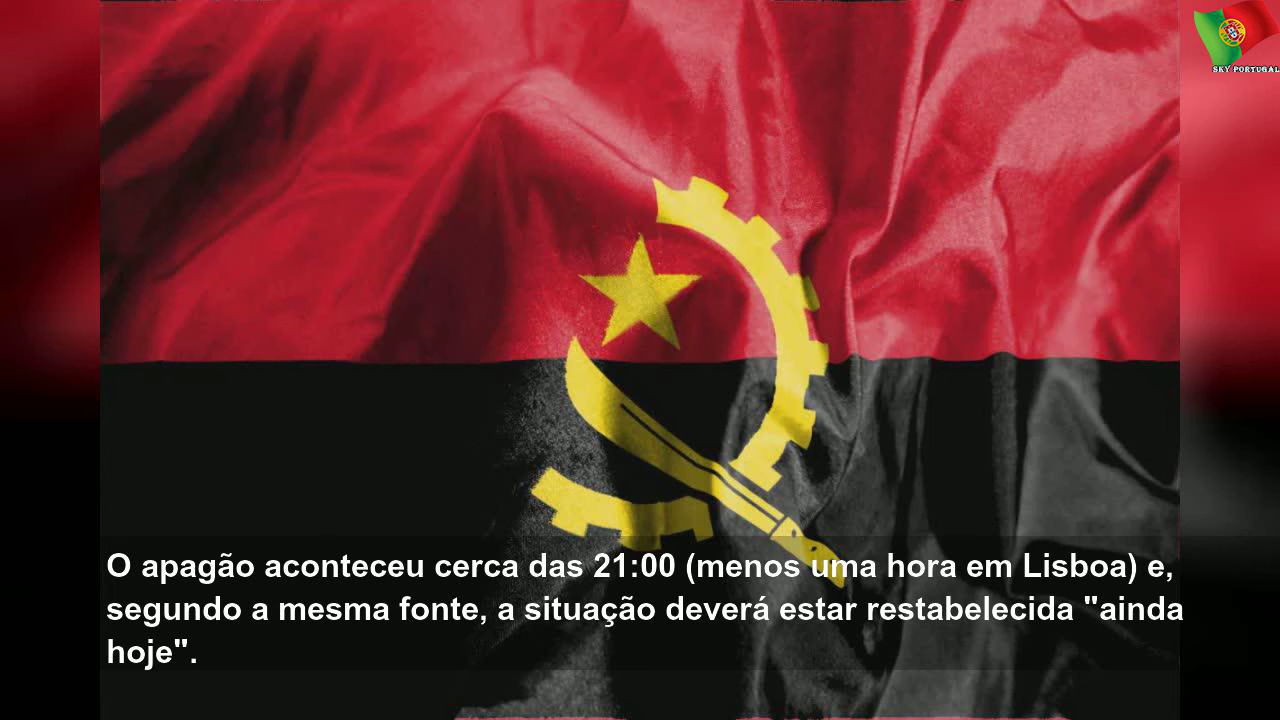 SKY PORTUGAL
O apagão aconteceu cerca das 21:00 (menos uma hora em Lisboa) e,
segundo a mesma fonte, a situação deverá estar restabelecida "ainda
hoje".